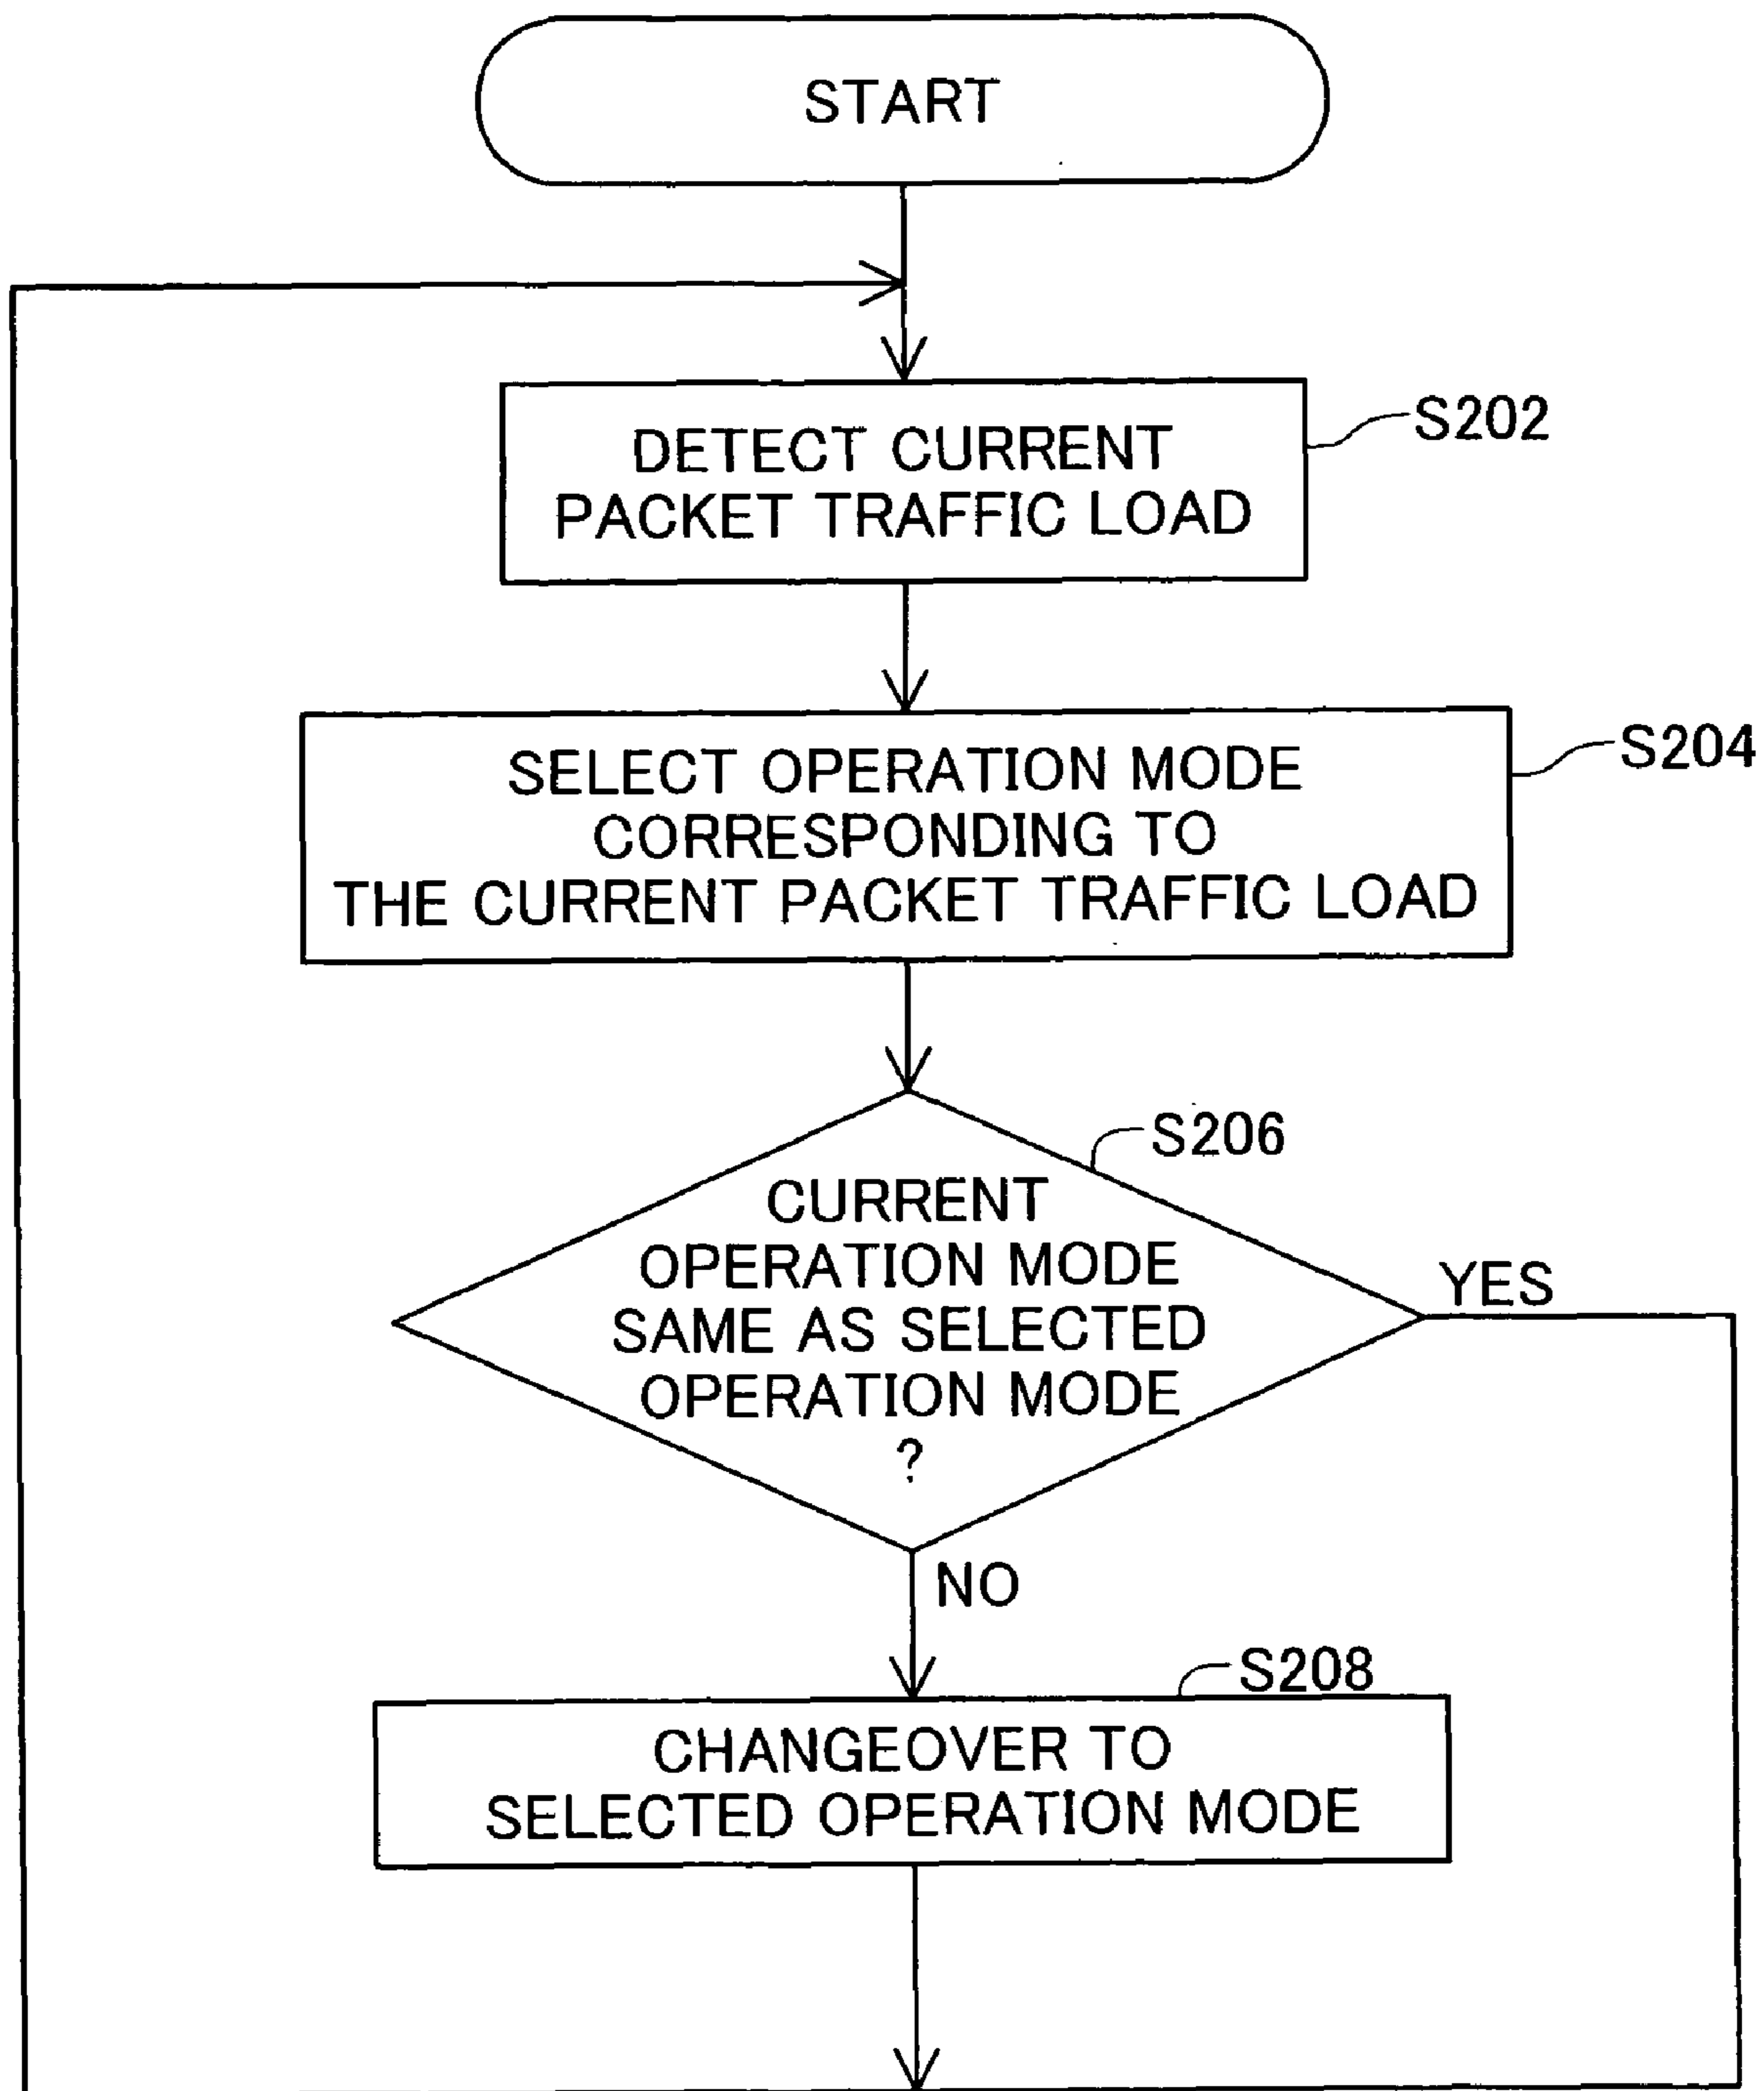 START
S202
DETECT CURRENT
PACKET TRAFFIC LOAD
S204
SELECT OPERATION MODE
CORRESPONDING TO
THE CURRENT PACKET TRAFFIC LOAD
S206
CURRENT
OPERATION MODE
SAME AS SELECTED
OPERATION MODE
?
YES
NO
S208
CHANGEOVER TO
SELECTED OPERATION MODE